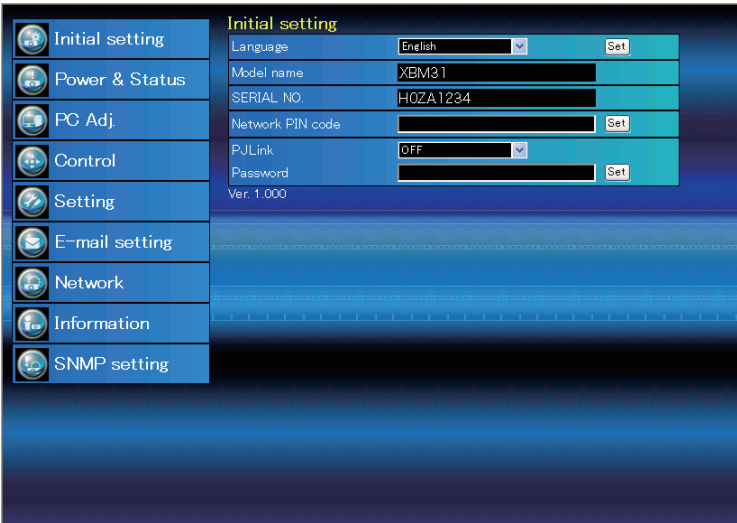 Initial setting
Power & Status
PC Adj.
Control
Setting
E-mail setting
Network
Information
SNMP setting
Initial setting
Language English Set
Model name XBM31
SERIAL NO. H0ZA1234
Network PIN code Set
PJLink OFF
Password Set
Ver. 1.000